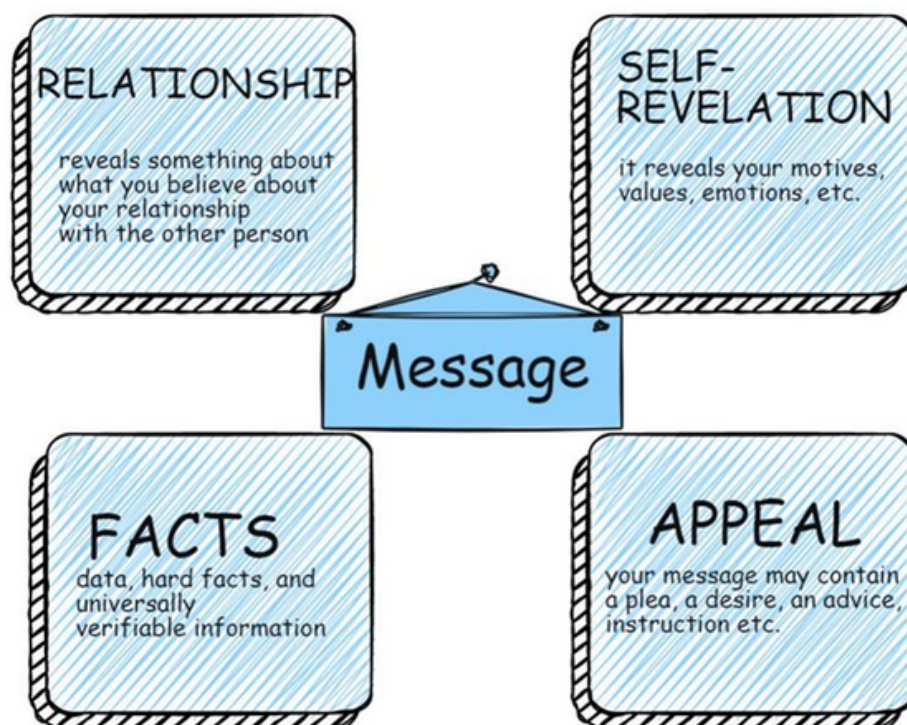 RELATIONSHIP
reveals something about
what you believe about
your relationship
with the other person
SELF-
REVELATION
it reveals your motives,
values, emotions, etc.
Message
FACTS
data, hard facts, and
universally
verifiable information
APPEAL
your message may contain
a plea, a desire, an advice,
instruction etc.